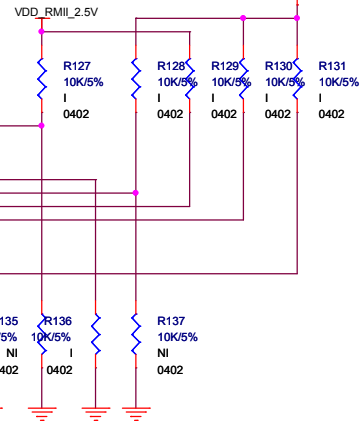 VDD_RMII_2.5V
R127
10K/5%
I
0402
R128
10K/5%
I
0402
R129
10K/5%
I
0402
R130
10K/5%
I
0402
R131
10K/5%
I
0402
135
/5%
NI
402
R136
10K/5%
I
0402
R137
10K/5%
NI
0402